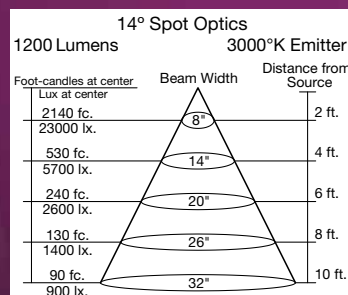 14º Spot Optics
1200 Lumens 3000°K Emitter
Foot-candles at center
Lux at center
Beam Width
Distance from
Source
2140 fc.
23000 lx.
8"
2 ft.
530 fc.
5700 lx.
14"
4 ft.
240 fc.
2600 lx.
20"
6 ft.
130 fc.
1400 lx.
26"
8 ft.
90 fc.
900 lx.
32"
10 ft.